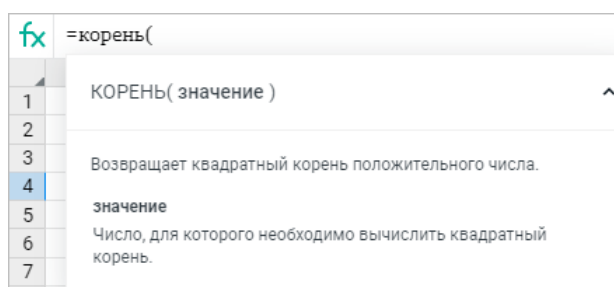 fx =корень(
КОРЕНЬ( значение )
1
2
3
Возвращает квадратный корень положительного числа.
4
значение
5
Число, для которого необходимо вычислить квадратный
6
корень.
7